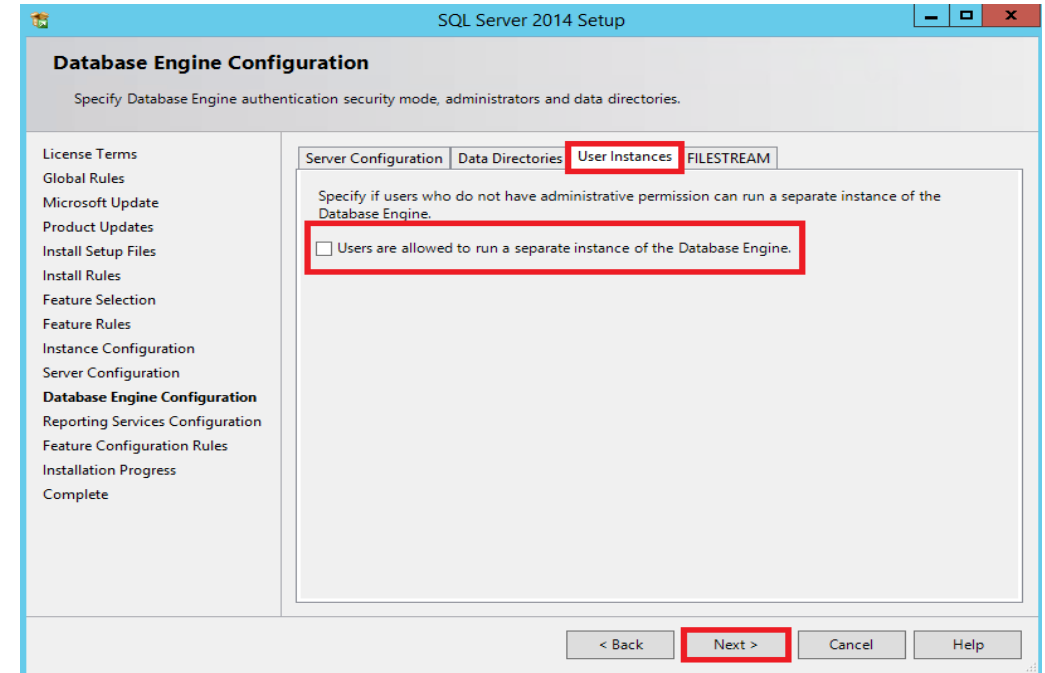 SQL Server 2014 Setup
Database Engine Configuration
Specify Database Engine authentication security mode, administrators and data directories.
License Terms
Global Rules
Microsoft Update
Product Updates
Install Setup Files
Install Rules
Feature Selection
Feature Rules
Instance Configuration
Server Configuration
Database Engine Configuration
Reporting Services Configuration
Feature Configuration Rules
Installation Progress
Complete
Server Configuration Data Directories User Instances FILESTREAM
Specify if users who do not have administrative permission can run a separate instance of the
Database Engine.
Users are allowed to run a separate instance of the Database Engine.
< Back Next > Cancel Help